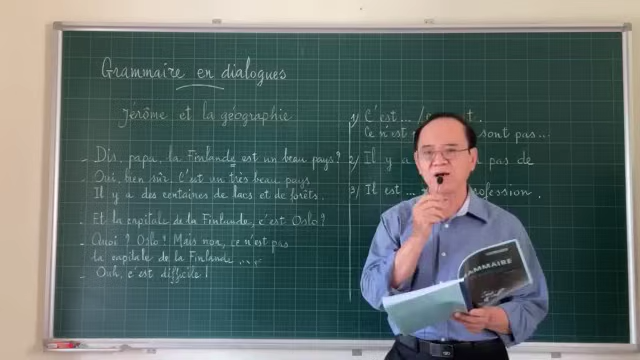 Grammaire en dialogues
Jérôme et la géographie
- Dis, papa, la Finlande est un beau pays?
- Oui, bien sûr. C'est un très beau pays.
Il y a des centaines de lacs et de forêts.
- Et la capitale de la Finlande, c'est Oslo?
- Quoi? Oslo? Mais non, ce n'est pas
la capitale de la Finlande ....
- Ouh, c'est difficile!
1) C'est ... /
Ce n'est sont pas ...
2) Il y a pas de
3) Il est ...